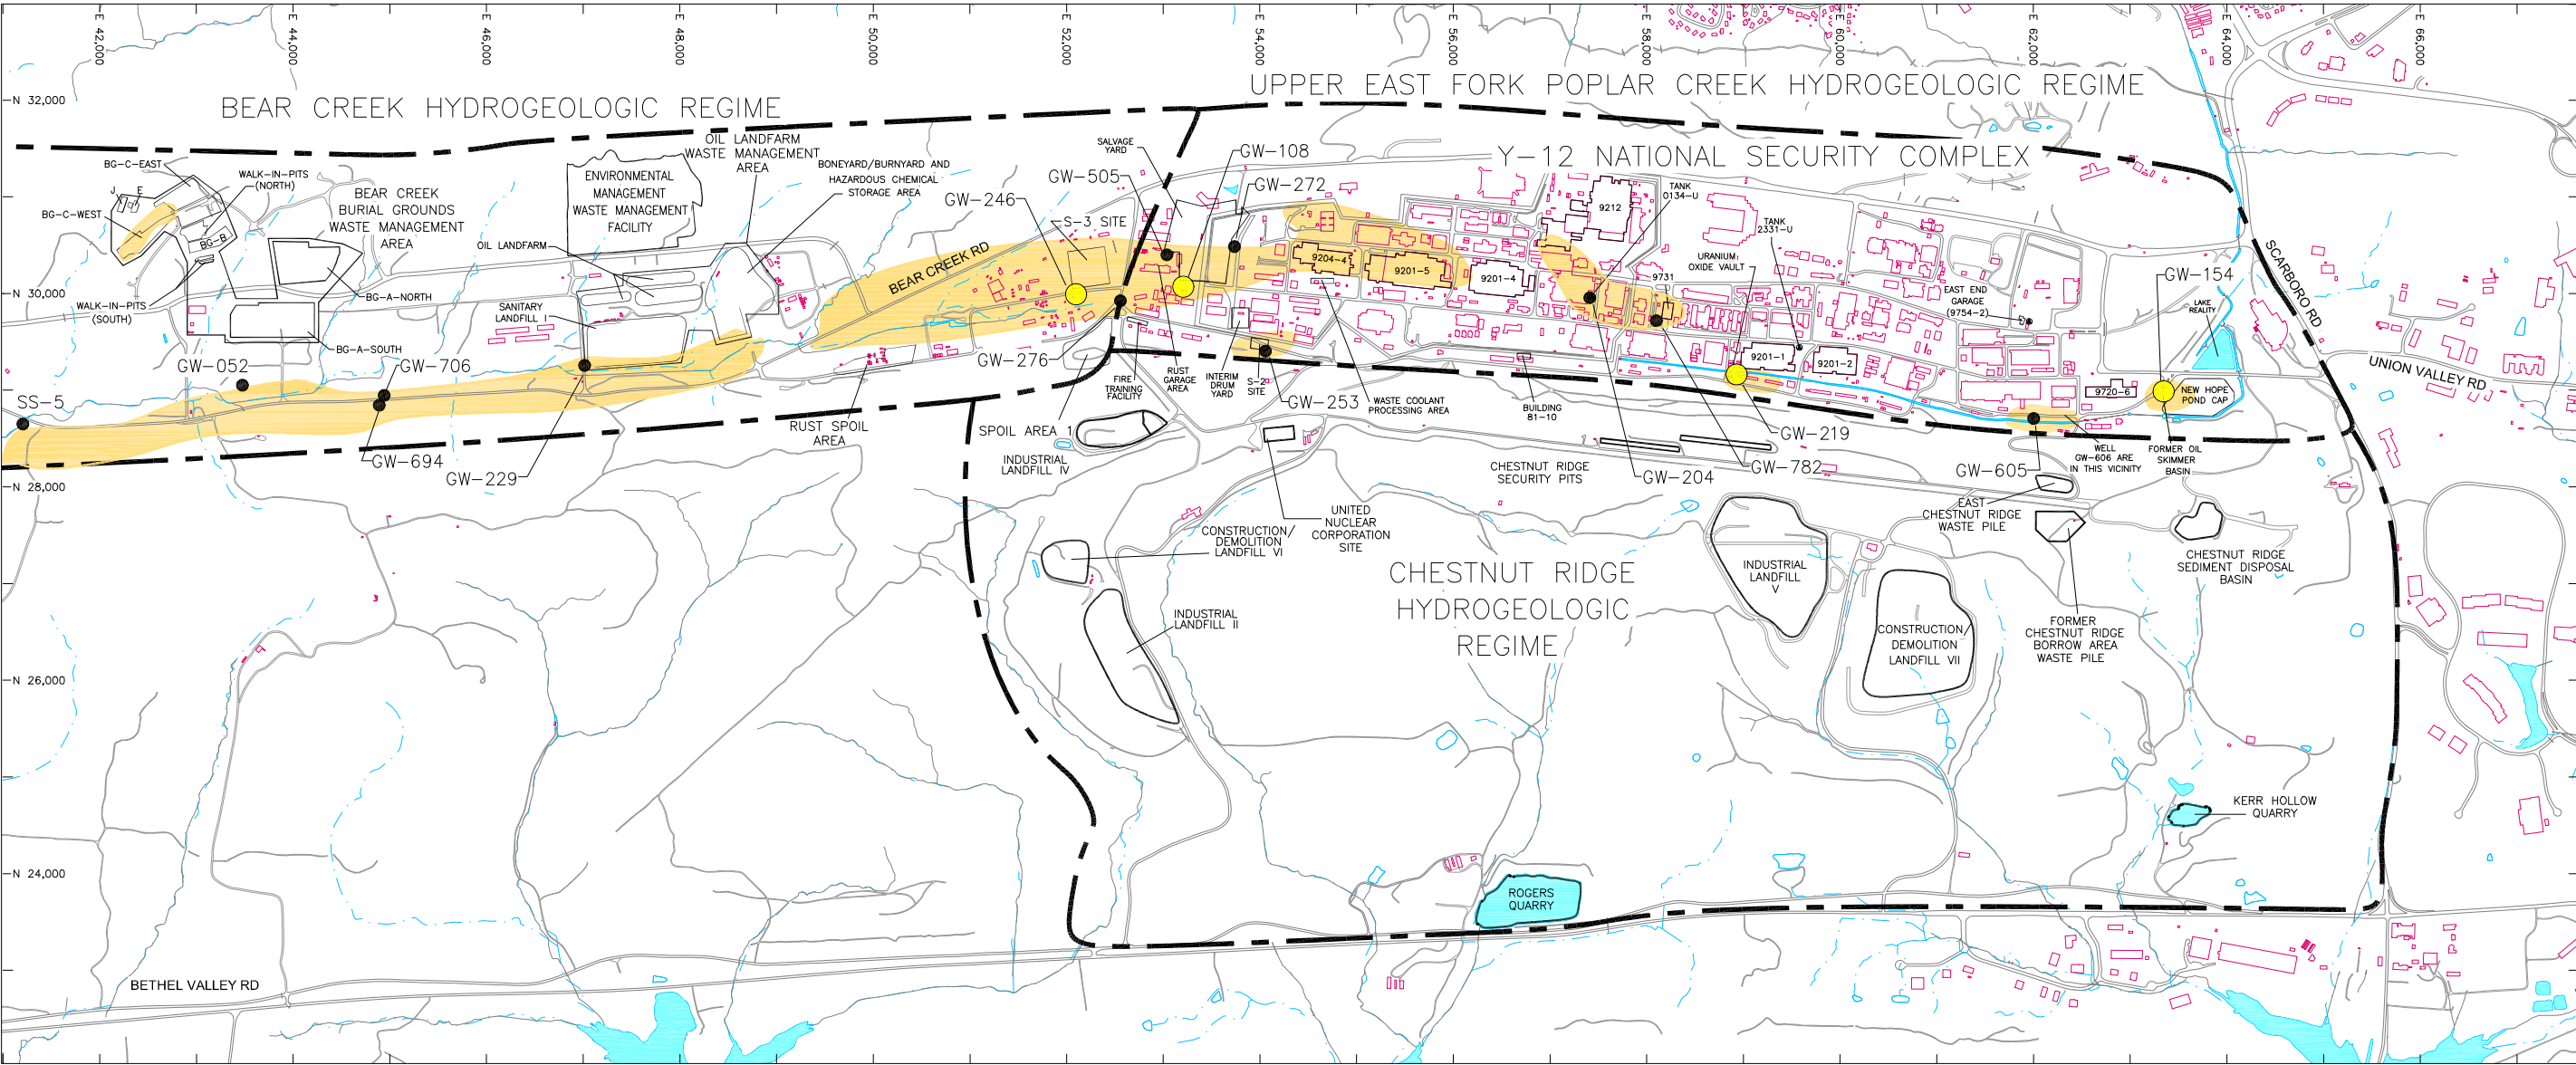 E 42,000
E 44,000
E 46,000
E 48,000
E 50,000
E 52,000
E 54,000
E 56,000
E 58,000
E 60,000
E 62,000
E 64,000
E 66,000
N 32,000
N 30,000
N 28,000
N 26,000
N 24,000
BEAR CREEK HYDROGEOLOGIC REGIME
UPPER EAST FORK POPLAR CREEK HYDROGEOLOGIC REGIME
Y-12 NATIONAL SECURITY COMPLEX
BG-C-EAST
J
E
BG-C-WEST
WALK-IN-PITS
(NORTH)
BG-B
WALK-IN-PITS
(SOUTH)
BEAR CREEK
BURIAL GROUNDS
WASTE MANAGEMENT
AREA
BG-A-NORTH
BG-A-SOUTH
OIL LANDFARM
WASTE MANAGEMENT
AREA
ENVIRONMENTAL
MANAGEMENT
WASTE MANAGEMENT
FACILITY
BONEYARD/BURNYARD AND
HAZARDOUS CHEMICAL
STORAGE AREA
OIL LANDFARM
SANITARY
LANDFILL I
BEAR CREEK RD
S-3 SITE
SALVAGE
YARD
GW-108
GW-505
GW-272
GW-246
GW-276
GW-052
GW-706
SS-5
GW-694
GW-229
RUST SPOIL
AREA
SPOIL AREA 1
INDUSTRIAL
LANDFILL IV
FIRE
TRAINING
FACILITY
RUST
GARAGE
AREA
INTERIM
DRUM
YARD
S-2
SITE
GW-253
WASTE COOLANT
PROCESSING AREA
9204-4
9201-5
9201-4
9212
TANK
0134-U
TANK
2331-U
URANIUM
OXIDE VAULT
9731
9201-1
9201-2
EAST END
GARAGE
(9754-2)
GW-154
LAKE
REALITY
SCARBORO RD
UNION VALLEY RD
9720-6
NEW HOPE
POND CAP
BUILDING
81-10
GW-219
GW-782
GW-204
GW-605
WELL
GW-606 ARE
IN THIS VICINITY
FORMER OIL
SKIMMER
BASIN
CHESTNUT RIDGE
SECURITY PITS
UNITED
NUCLEAR
CORPORATION
SITE
CONSTRUCTION/
DEMOLITION
LANDFILL VI
INDUSTRIAL
LANDFILL II
CHESTNUT RIDGE
HYDROGEOLOGIC
REGIME
INDUSTRIAL
LANDFILL
V
CONSTRUCTION/
DEMOLITION
LANDFILL VII
EAST
CHESTNUT RIDGE
WASTE PILE
FORMER
CHESTNUT RIDGE
BORROW AREA
WASTE PILE
CHESTNUT RIDGE
SEDIMENT DISPOSAL
BASIN
KERR HOLLOW
QUARRY
ROGERS
QUARRY
BETHEL VALLEY RD